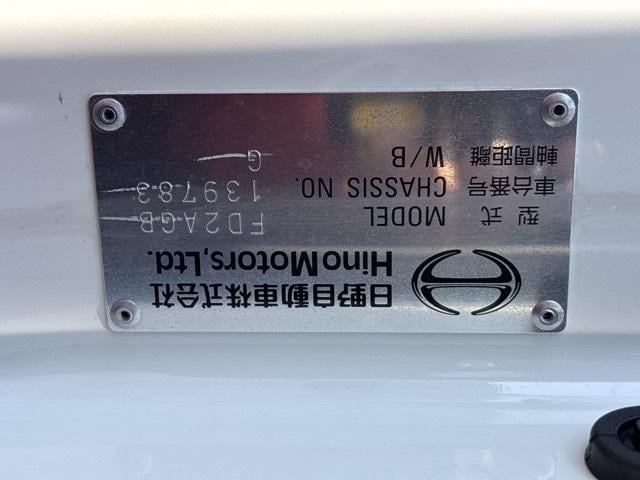 日野自動車株式会社
Hino Motors, Ltd.
型式 MODEL FD2AGB
車台番号 CHASSIS NO. 139783
軸間距離 W/B G